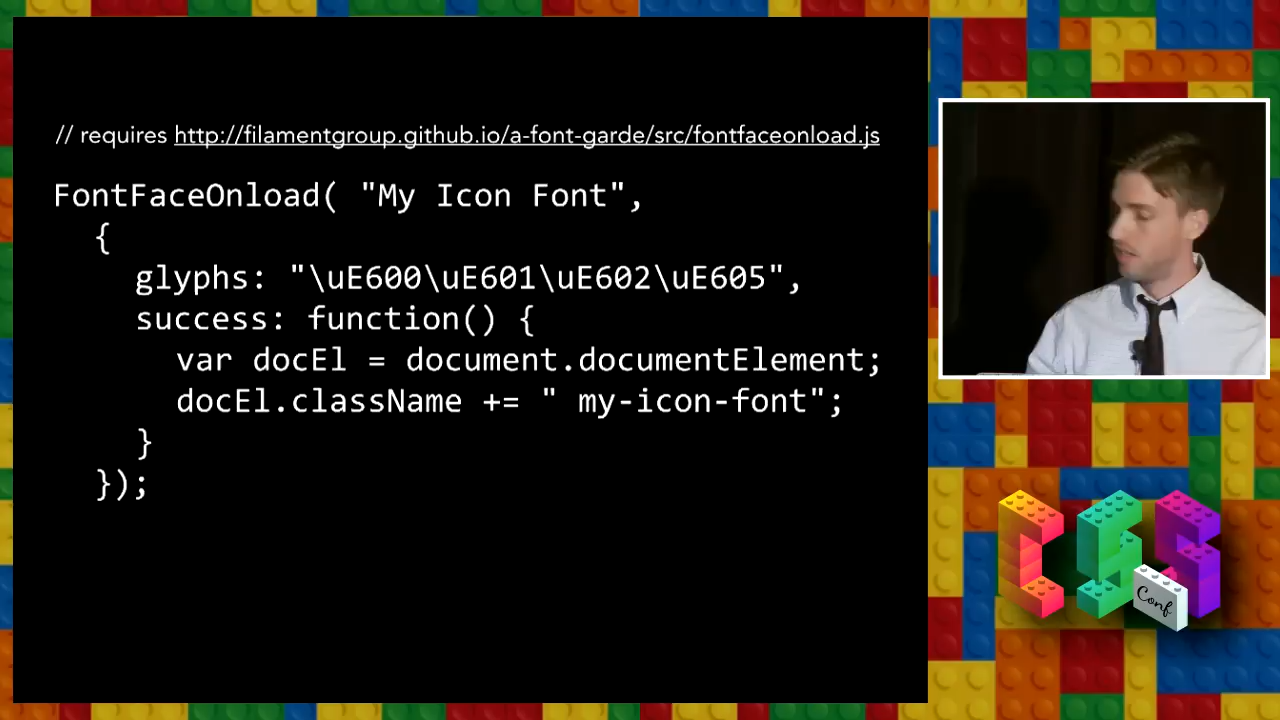 // requires http://filamentgroup.github.io/a-font-garde/src/fontfaceonload.js
FontFaceOnload( "My Icon Font",
{
glyphs: "\uE600\uE601\uE602\uE605",
success: function() {
var docEl = document.documentElement;
docEl.className += " my-icon-font";
}
});
CSS
Conf